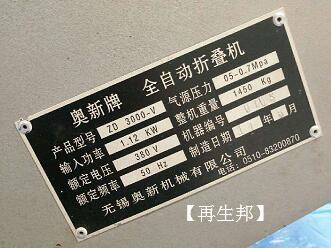 奥新牌 全自动折叠机
产品型号 ZD 3000-V 气源压力 05-0.7Mpa
输入功率 1.12 KW 整机重量 1450 Kg
额定电压 380 V 机器编号
额定频率 50 Hz 制造日期
无锡奥新机械有限公司
电话:0510-83200870
【再生邦】